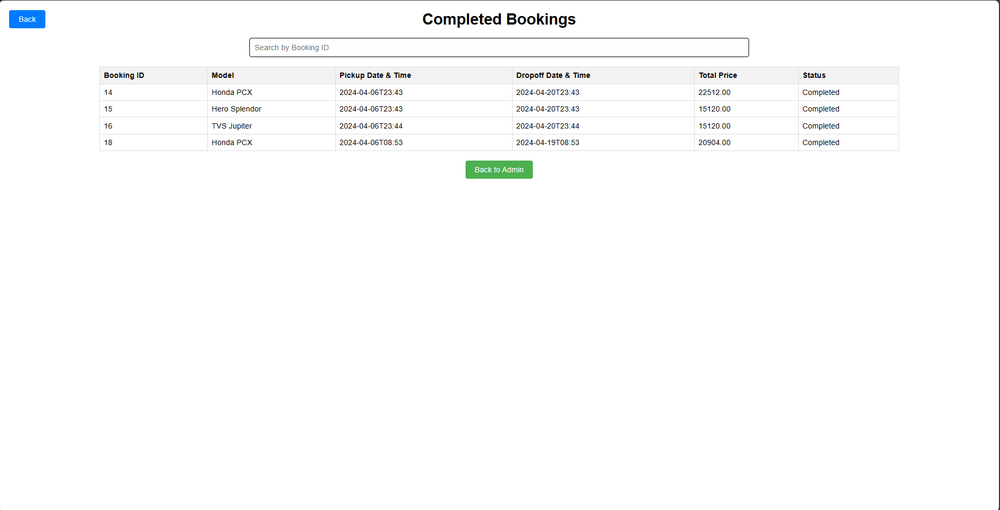 Back
Completed Bookings
Search by Booking ID
Booking ID Model Pickup Date & Time Dropoff Date & Time Total Price Status
14 Honda PCX 2024-04-06T23:43 2024-04-20T23:43 22512.00 Completed
15 Hero Splendor 2024-04-06T23:43 2024-04-20T23:43 15120.00 Completed
16 TVS Jupiter 2024-04-06T23:44 2024-04-20T23:44 15120.00 Completed
18 Honda PCX 2024-04-06T08:53 2024-04-19T08:53 20904.00 Completed
Back to Admin